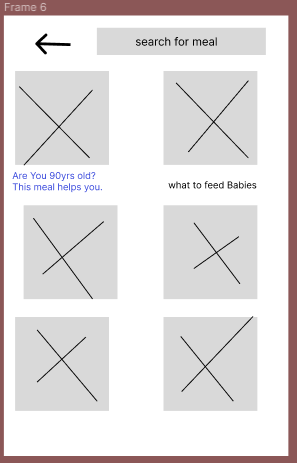 Frame 6
search for meal
Are You 90yrs old?
This meal helps you.
what to feed Babies